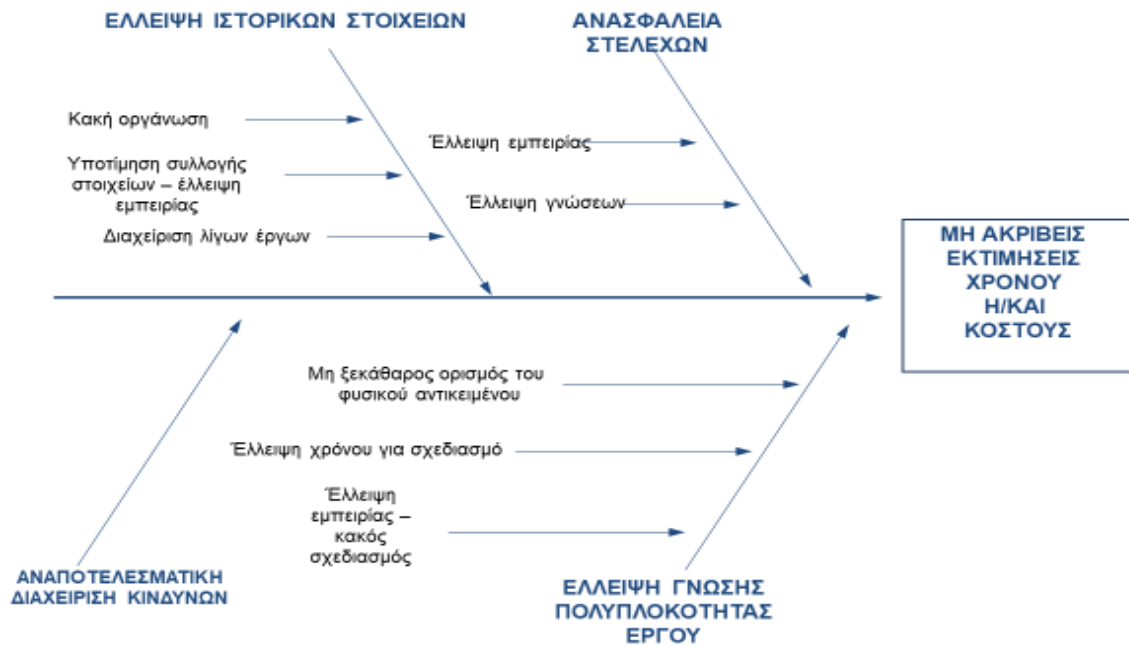 ΕΛΛΕΙΨΗ ΙΣΤΟΡΙΚΩΝ ΣΤΟΙΧΕΙΩΝ
ΑΝΑΣΦΑΛΕΙΑ
ΣΤΕΛΕΧΩΝ
Κακή οργάνωση
Υποτίμηση συλλογής
στοιχείων – έλλειψη
εμπειρίας
Διαχείριση λίγων έργων
Έλλειψη εμπειρίας
Έλλειψη γνώσεων
ΜΗ ΑΚΡΙΒΕΙΣ
ΕΚΤΙΜΗΣΕΙΣ
ΧΡΟΝΟΥ
Η/ΚΑΙ
ΚΟΣΤΟΥΣ
Μη ξεκάθαρος ορισμός του
φυσικού αντικειμένου
Έλλειψη χρόνου για σχεδιασμό
Έλλειψη
εμπειρίας –
κακός
σχεδιασμός
ΑΝΑΠΟΤΕΛΕΣΜΑΤΙΚΗ
ΔΙΑΧΕΙΡΙΣΗ ΚΙΝΔΥΝΩΝ
ΕΛΛΕΙΨΗ ΓΝΩΣΗΣ
ΠΟΛΥΠΛΟΚΟΤΗΤΑΣ
ΕΡΓΟΥ